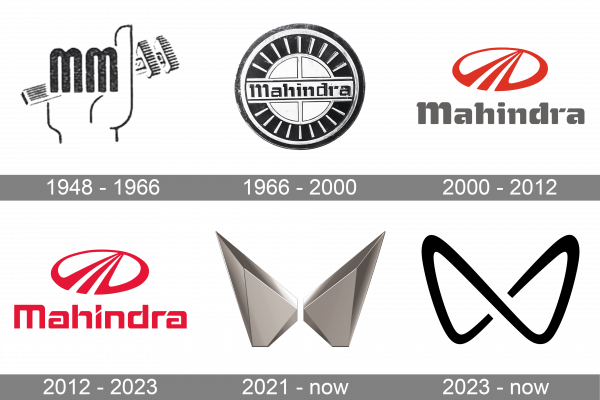 MM
Mahindra
Mahindra
1948 - 1966
1966 - 2000
2000 - 2012
Mahindra
2012 - 2023
2021 - now
2023 - now